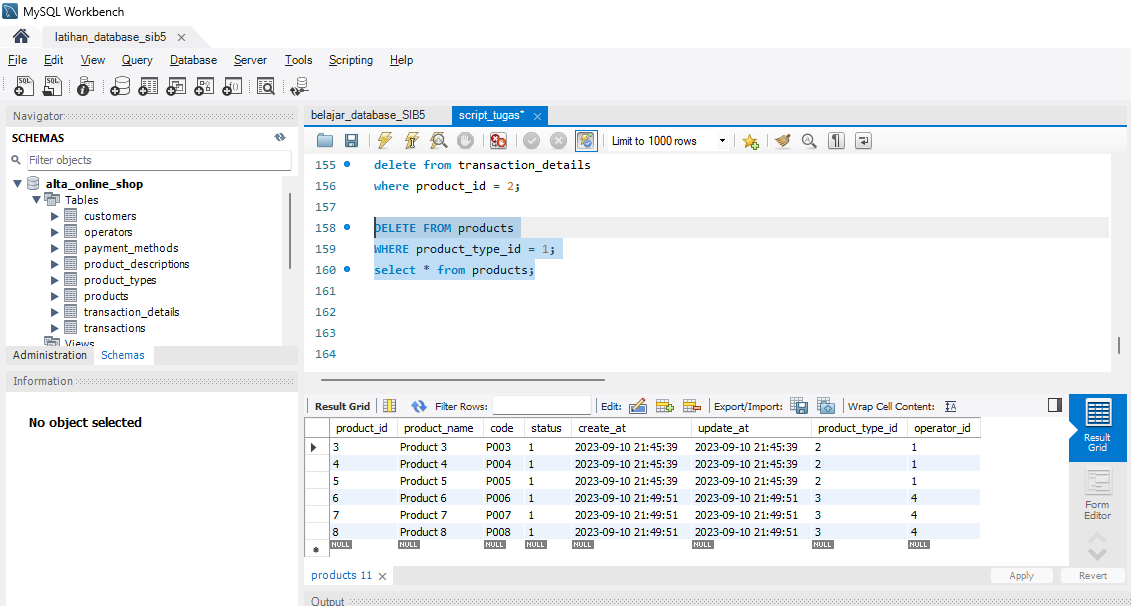 MySQL Workbench
latihan_database_sib5
File Edit View Query Database Server Tools Scripting Help
Navigator
SCHEMAS
Filter objects
alta_online_shop
Tables
customers
operators
payment_methods
product_descriptions
product_types
products
transaction_details
transactions
Views
Administration Schemas
Information
No object selected
belajar_database_SIB5 script_tugas*
Limit to 1000 rows
155 delete from transaction_details
156 where product_id = 2;
157
158 DELETE FROM products
159 WHERE product_type_id = 1;
160 select * from products;
161
162
163
164
Result Grid Filter Rows: Edit: Export/Import: Wrap Cell Content:
product_id product_name code status create_at update_at product_type_id operator_id
3 Product 3 P003 1 2023-09-10 21:45:39 2023-09-10 21:45:39 2 1
4 Product 4 P004 1 2023-09-10 21:45:39 2023-09-10 21:45:39 2 1
5 Product 5 P005 1 2023-09-10 21:45:39 2023-09-10 21:45:39 2 1
6 Product 6 P006 1 2023-09-10 21:49:51 2023-09-10 21:49:51 3 4
7 Product 7 P007 1 2023-09-10 21:49:51 2023-09-10 21:49:51 3 4
8 Product 8 P008 1 2023-09-10 21:49:51 2023-09-10 21:49:51 3 4
NULL NULL NULL NULL NULL NULL NULL NULL
Result
Grid
Form
Editor
products 11
Apply Revert
Output